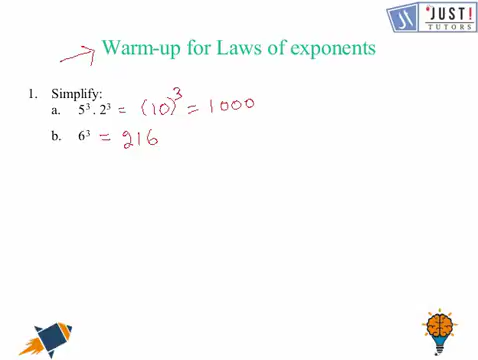 JUST!
TUTORS
Warm-up for Laws of exponents
1. Simplify:
a. 5³ . 2³ = (10)³ = 1000
b. 6³ = 216